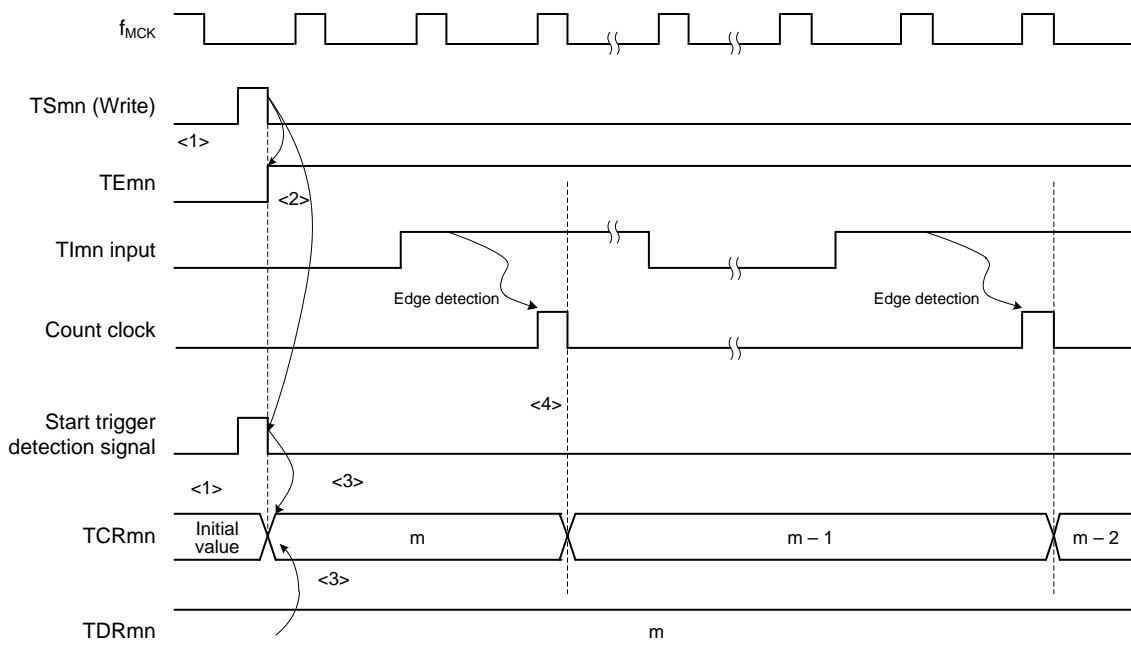 fMCK
TSmn (Write)
<1>
TEmn
<2>
TImn input
Edge detection
Edge detection
Count clock
<4>
Start trigger
detection signal
<1>
<3>
TCRmn
Initial
value
m
m – 1
m – 2
<3>
TDRmn
m